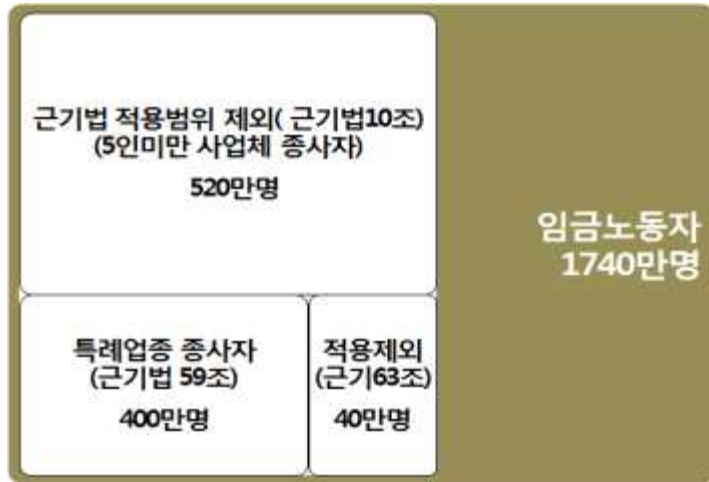 근기법 적용범위 제외( 근기법10조)
(5인미만 사업체 종사자)
520만명
임금노동자
1740만명
특례업종 종사자
(근기법 59조)
400만명
적용제외
(근기63조)
40만명